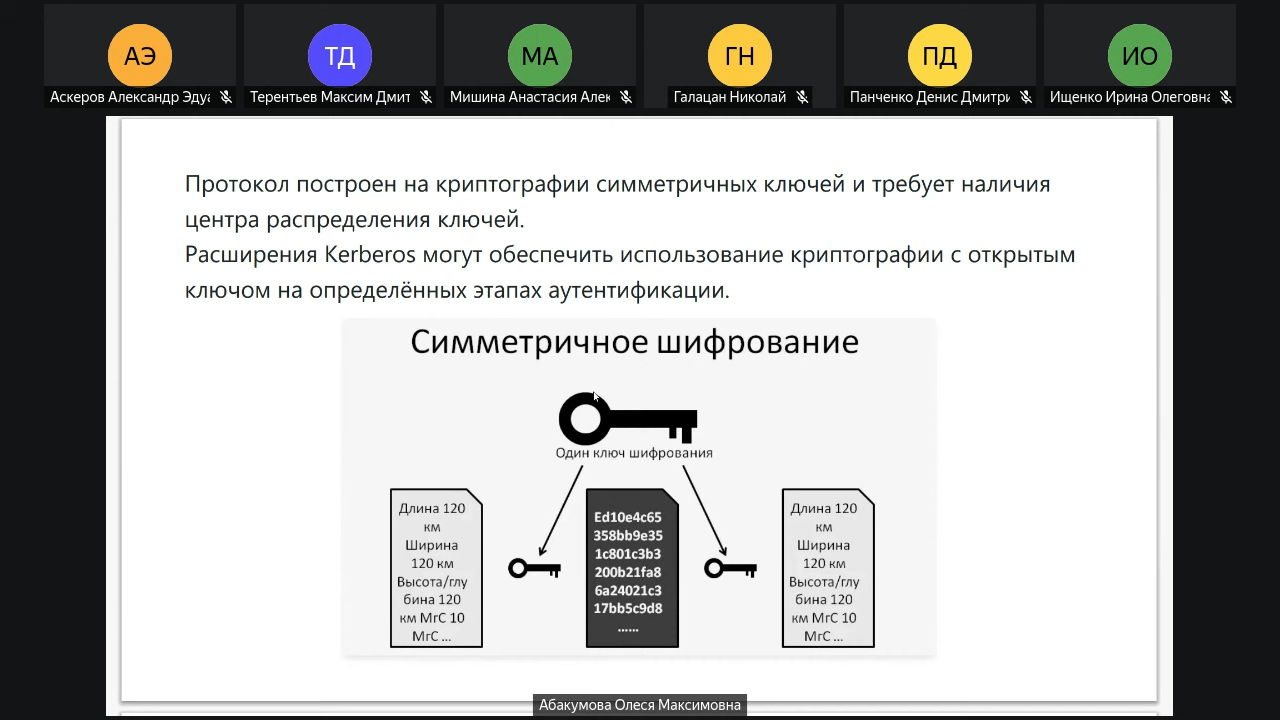 АЭ
ТД
МА
ГН
ПД
ИО
Аскеров Александр Эдуа
Терентьев Максим Дмит
Мишина Анастасия Алек
Галацан Николай
Панченко Денис Дмитри
Ищенко Ирина Олеговна
Протокол построен на криптографии симметричных ключей и требует наличия
центра распределения ключей.
Расширения Kerberos могут обеспечить использование криптографии с открытым
ключом на определённых этапах аутентификации.
Симметричное шифрование
Один ключ шифрования
Длина 120
км
Ширина
120 км
Высота/глу
бина 120
км МгС 10
МгС ...
Ed10e4c65
358bb9e35
1c801c3b3
200b21fa8
6a24021c3
17bb5c9d8
......
Длина 120
км
Ширина
120 км
Высота/глу
бина 120
км МгС 10
МгС ...
Абакумова Олеся Максимовна